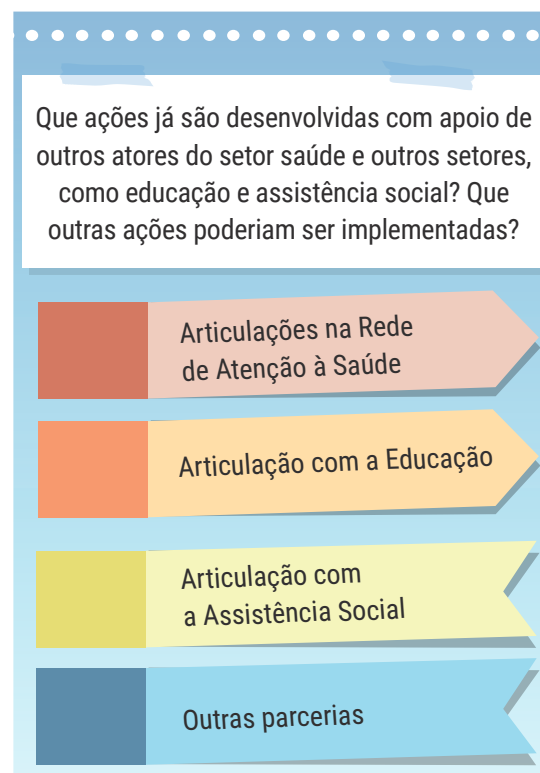 Que ações já são desenvolvidas com apoio de
outros atores do setor saúde e outros setores,
como educação e assistência social? Que
outras ações poderiam ser implementadas?
Articulações na Rede
de Atenção à Saúde
Articulação com a Educação
Articulação com
a Assistência Social
Outras parcerias